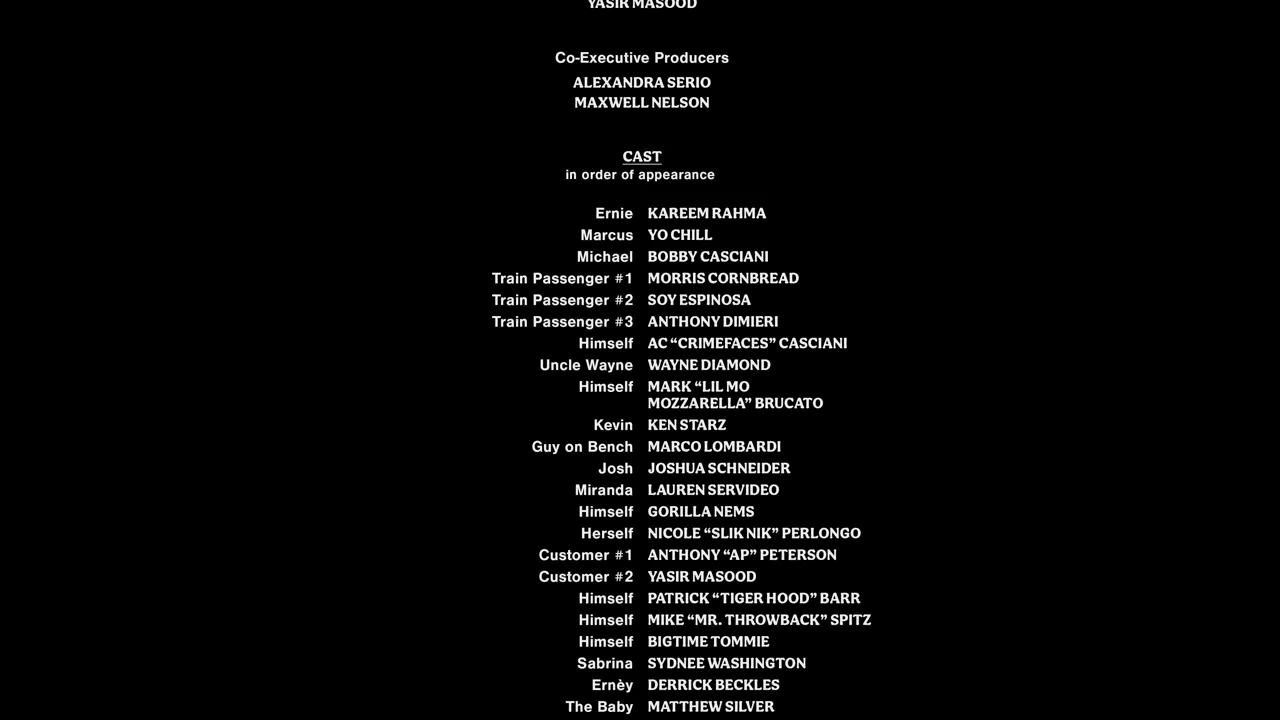 YASIR MASOOD
Co-Executive Producers
ALEXANDRA SERIO
MAXWELL NELSON
CAST
in order of appearance
Ernie KAREEM RAHMA
Marcus YO CHILL
Michael BOBBY CASCIANI
Train Passenger #1 MORRIS CORNBREAD
Train Passenger #2 SOY ESPINOSA
Train Passenger #3 ANTHONY DIMIERI
Himself AC “CRIMEFACES” CASCIANI
Uncle Wayne WAYNE DIAMOND
Himself MARK “LIL MO
MOZZARELLA” BRUCATO
Kevin KEN STARZ
Guy on Bench MARCO LOMBARDI
Josh JOSHUA SCHNEIDER
Miranda LAUREN SERVIDEO
Himself GORILLA NEMS
Herself NICOLE “SLIK NIK” PERLONGO
Customer #1 ANTHONY “AP” PETERSON
Customer #2 YASIR MASOOD
Himself PATRICK “TIGER HOOD” BARR
Himself MIKE “MR. THROWBACK” SPITZ
Himself BIGTIME TOMMIE
Sabrina SYDNEE WASHINGTON
Ernèy DERRICK BECKLES
The Baby MATTHEW SILVER